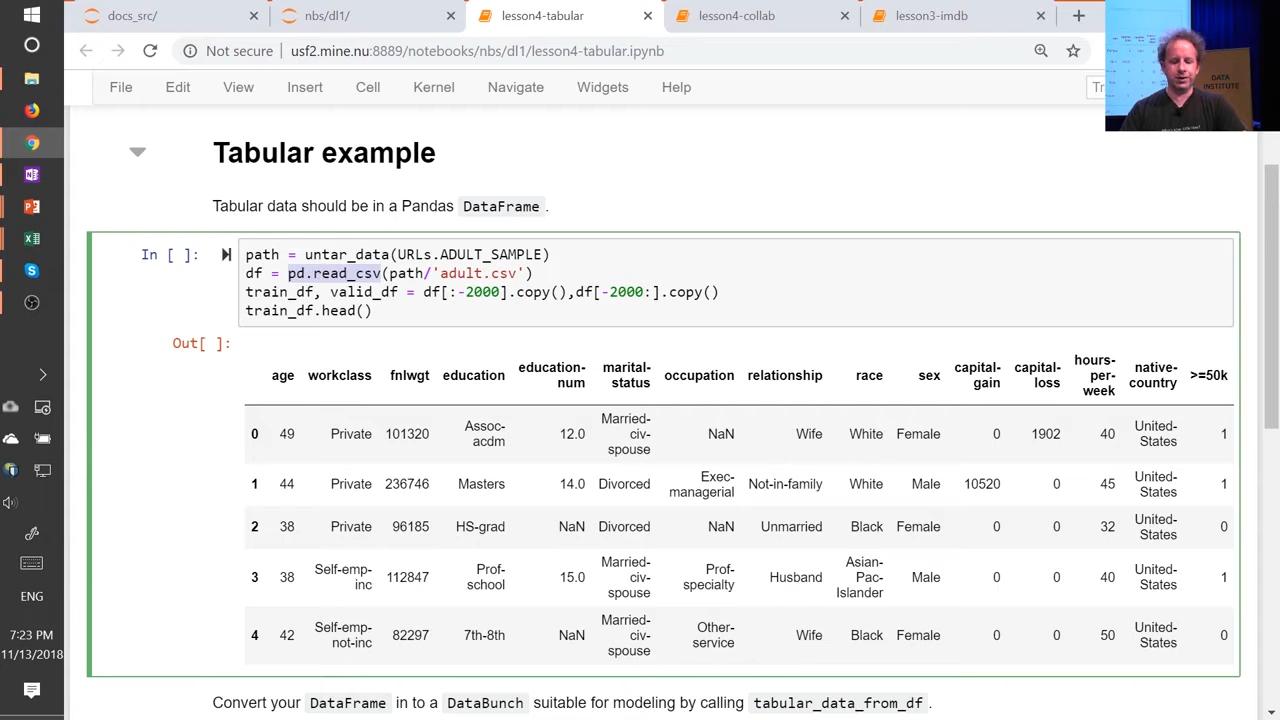 docs_src/
nbs/dl1/
lesson4-tabular
lesson4-collab
lesson3-imdb
Not secure
usf2.mine.nu:8889/notebooks/nbs/dl1/lesson4-tabular.ipynb
File Edit View Insert Cell Kernel Navigate Widgets Help
DATA
INSTITUTE
Tabular example
Tabular data should be in a Pandas DataFrame.
In [ ]:
path = untar_data(URLs.ADULT_SAMPLE)
df = pd.read_csv(path/'adult.csv')
train_df, valid_df = df[:-2000].copy(),df[-2000:].copy()
train_df.head()
Out[ ]:
age workclass fnlwgt education education-num marital-status occupation relationship race sex capital-gain capital-loss hours-per-week native-country >=50k
0 49 Private 101320 Assoc-acdm 12.0 Married-civ-spouse NaN Wife White Female 0 1902 40 United-States 1
1 44 Private 236746 Masters 14.0 Divorced Exec-managerial Not-in-family White Male 10520 0 45 United-States 1
2 38 Private 96185 HS-grad NaN Divorced NaN Unmarried Black Female 0 0 32 United-States 0
3 38 Self-emp-inc 112847 Prof-school 15.0 Married-civ-spouse Prof-specialty Husband Asian-Pac-Islander Male 0 0 40 United-States 1
4 42 Self-emp-not-inc 82297 7th-8th NaN Married-civ-spouse Other-service Wife Black Female 0 0 50 United-States 0
Convert your DataFrame in to a DataBunch suitable for modeling by calling tabular_data_from_df.
ENG
7:23 PM
11/13/2018